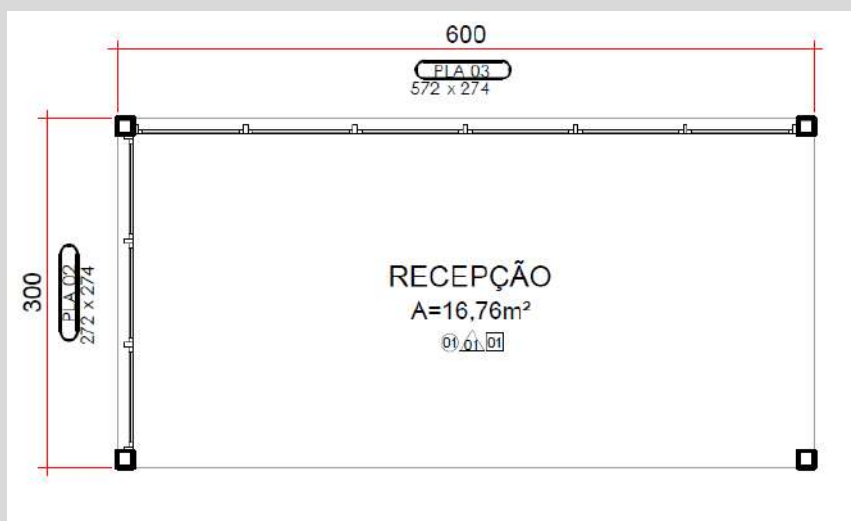 600
PLA 03
572 x 274
300
PLA 02
272 x 274
RECEPÇÃO
A=16,76m²
01 01 01